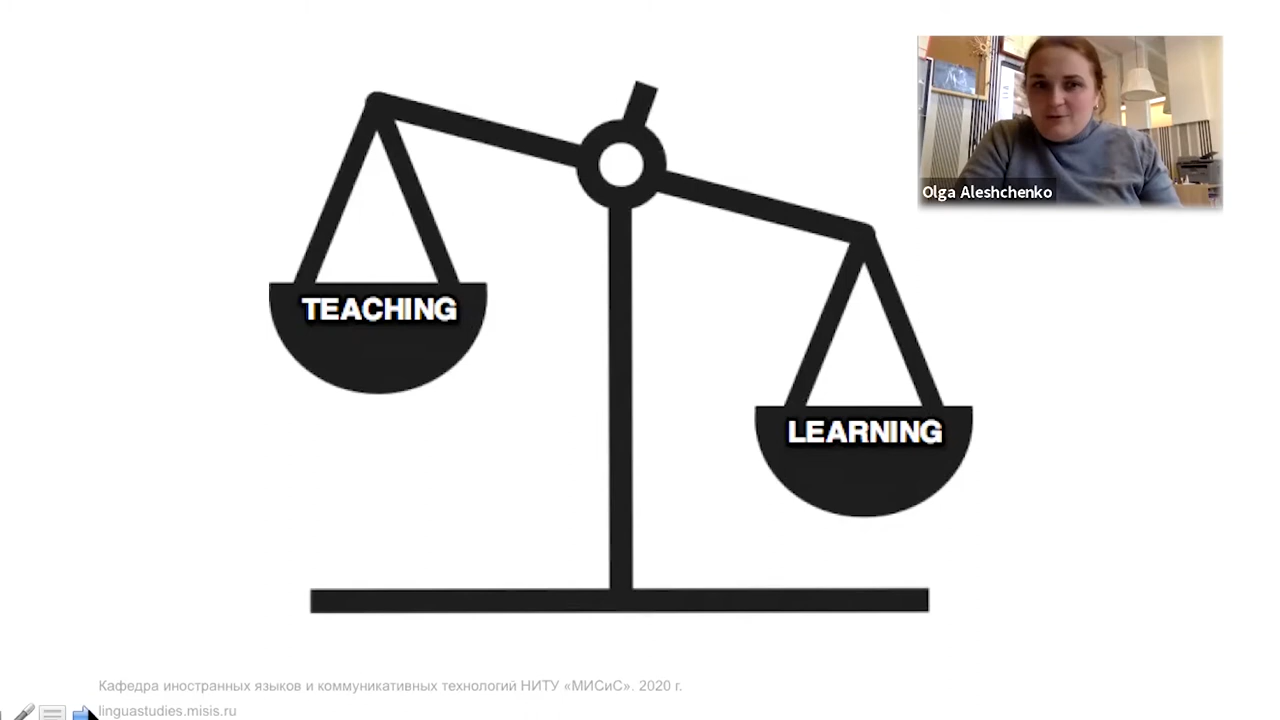 Olga Aleshchenko
TEACHING
LEARNING
Кафедра иностранных языков и коммуникативных технологий НИТУ «МИСиС». 2020 г.
linguastudies.misis.ru